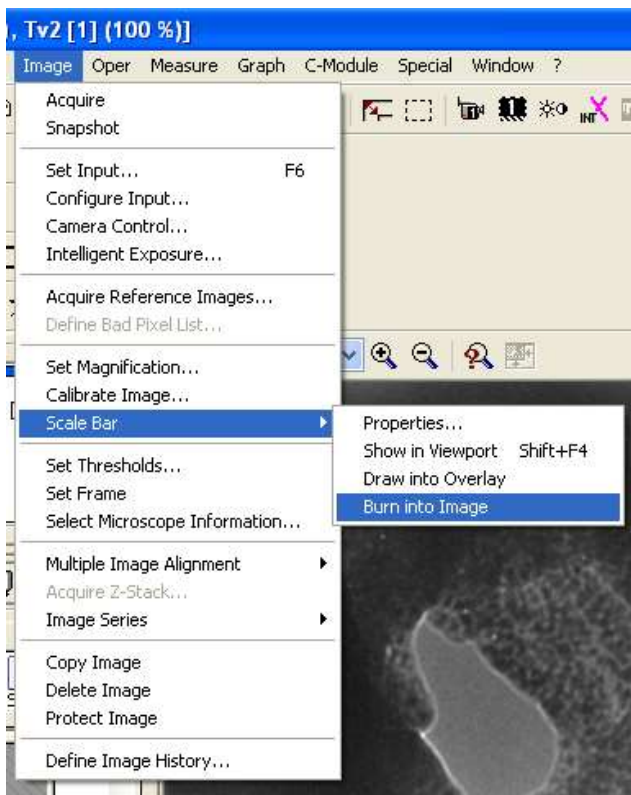 , Tv2 [1] (100 %)]
Image Oper Measure Graph C-Module Special Window ?
Acquire
Snapshot
INT
Set Input... F6
Configure Input...
Camera Control...
Intelligent Exposure...
Acquire Reference Images...
Define Bad Pixel List...
Set Magnification...
Calibrate Image...
Scale Bar
Properties...
Show in Viewport Shift+F4
Draw into Overlay
Burn into Image
Set Thresholds...
Set Frame
Select Microscope Information...
Multiple Image Alignment
Acquire Z-Stack...
Image Series
Copy Image
Delete Image
Protect Image
Define Image History...